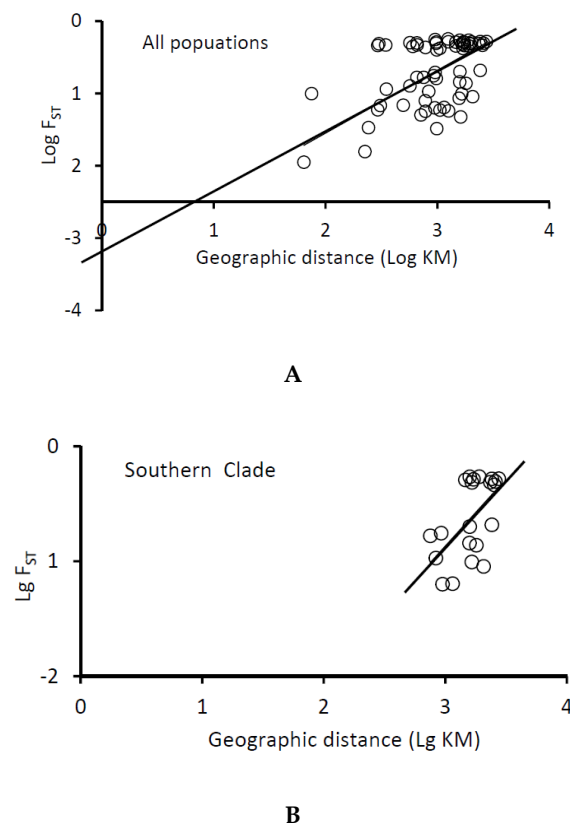 0
All popuations
1
2
-3
-4
Log FST
0
1
2
3
4
Geographic distance (Log KM)
A
0
Southern Clade
1
-2
Lg FST
0
1
2
3
4
Geographic distance (Lg KM)
B